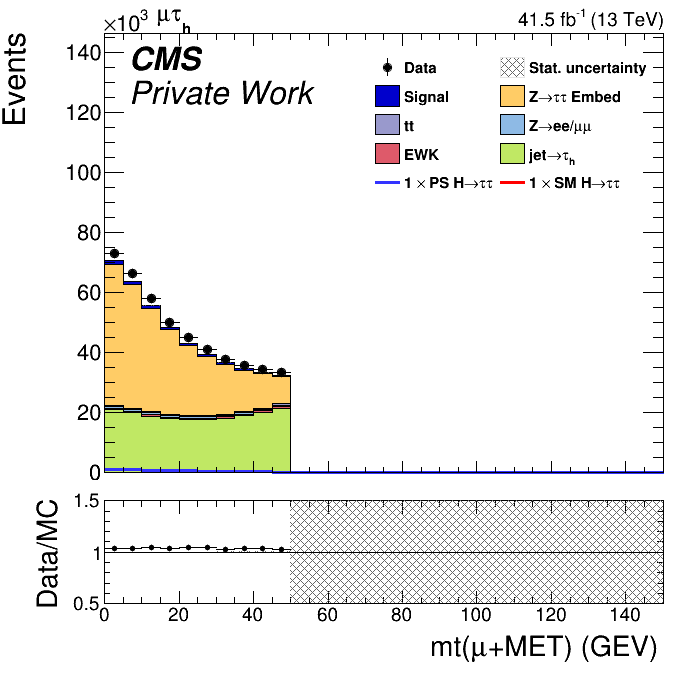 ×10³ μτh 41.5 fb⁻¹ (13 TeV)
Events
140
120
100
80
60
40
20
0
CMS
Private Work
Data Stat. uncertainty
Signal Z→ττ Embed
tt Z→ee/μμ
EWK jet→τh
1 × PS H→ττ 1 × SM H→ττ
Data/MC
1.5
1
0.5
0 20 40 60 80 100 120 140
mt(μ+MET) (GEV)